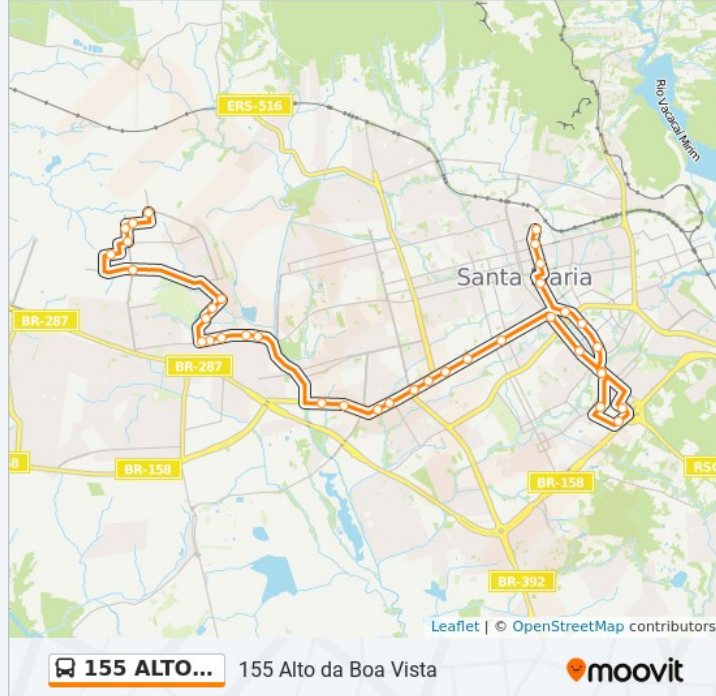 ERS-516
Rio Vacacaí Mirim
Santa Maria
BR-287
BR-287
BR-158
BR-158
RSC
BR-392
Leaflet | © OpenStreetMap contributors
155 ALTO...
155 Alto da Boa Vista
moovit